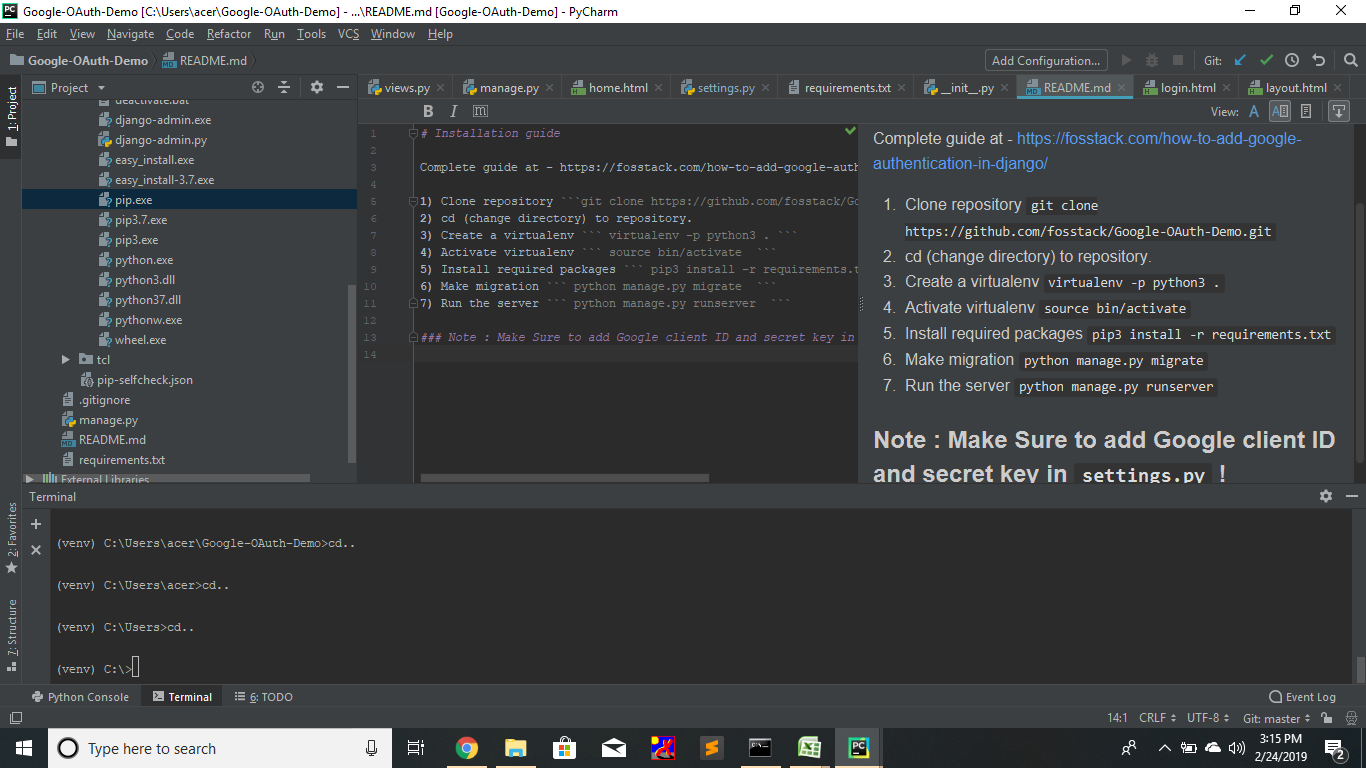 Google-OAuth-Demo [C:\Users\acer\Google-OAuth-Demo] - ...\README.md [Google-OAuth-Demo] - PyCharm
File Edit View Navigate Code Refactor Run Tools VCS Window Help
Google-OAuth-Demo README.md Add Configuration... Git:
1: Project
Project
views.py manage.py home.html settings.py requirements.txt __init__.py README.md login.html layout.html
B I m View: A
deactivate.bat
django-admin.exe
django-admin.py
easy_install.exe
easy_install-3.7.exe
pip.exe
pip3.7.exe
pip3.exe
python.exe
python3.dll
python37.dll
pythonw.exe
wheel.exe
tcl
pip-selfcheck.json
.gitignore
manage.py
README.md
requirements.txt
External Libraries
1 # Installation guide
2
3 Complete guide at - https://fosstack.com/how-to-add-google-auth
4
5 1) Clone repository ```git clone https://github.com/fosstack/Go
6 2) cd (change directory) to repository.
7 3) Create a virtualenv ``` virtualenv -p python3 . ```
8 4) Activate virtualenv ``` source bin/activate  ```
9 5) Install required packages ``` pip3 install -r requirements.t
10 6) Make migration ``` python manage.py migrate  ```
11 7) Run the server ``` python manage.py runserver  ```
12
13 ### Note : Make Sure to add Google client ID and secret key in
14
Complete guide at - https://fosstack.com/how-to-add-google-
authentication-in-django/
1. Clone repository git clone
https://github.com/fosstack/Google-OAuth-Demo.git
2. cd (change directory) to repository.
3. Create a virtualenv virtualenv -p python3 .
4. Activate virtualenv source bin/activate
5. Install required packages pip3 install -r requirements.txt
6. Make migration python manage.py migrate
7. Run the server python manage.py runserver
Note : Make Sure to add Google client ID
and secret key in settings.py !
Terminal
2: Favorites
7: Structure
(venv) C:\Users\acer\Google-OAuth-Demo>cd..
(venv) C:\Users\acer>cd..
(venv) C:\Users>cd..
(venv) C:\>
Python Console Terminal 6: TODO Event Log
14:1 CRLF UTF-8 Git: master
Type here to search
3:15 PM
2/24/2019
2